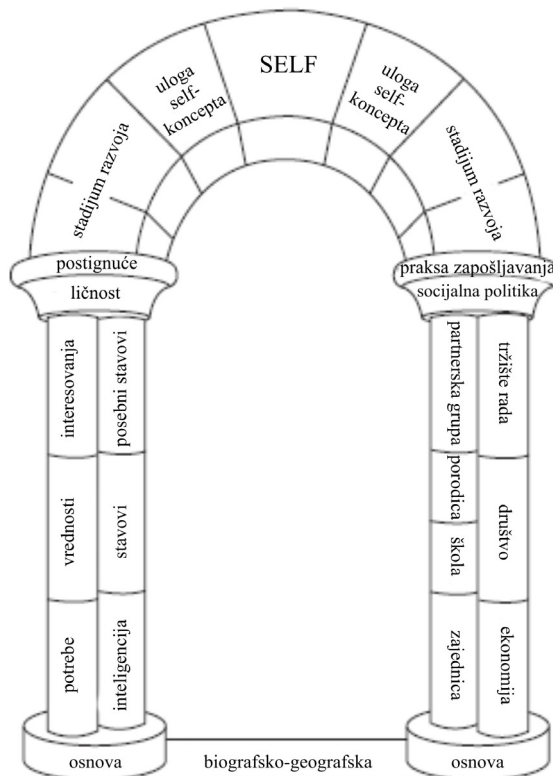 SELF
uloga
self-
koncepta
uloga
self-
koncepta
stadijum razvoja
stadijum razvoja
postignuće
ličnost
praksa zapošljavanja
socijalna politika
interesovanja
posebni stavovi
vrednosti
stavovi
potrebe
inteligencija
partnerska grupa
tržište rada
porodica
škola
društvo
zajednica
ekonomija
osnova
biografsko-geografska
osnova